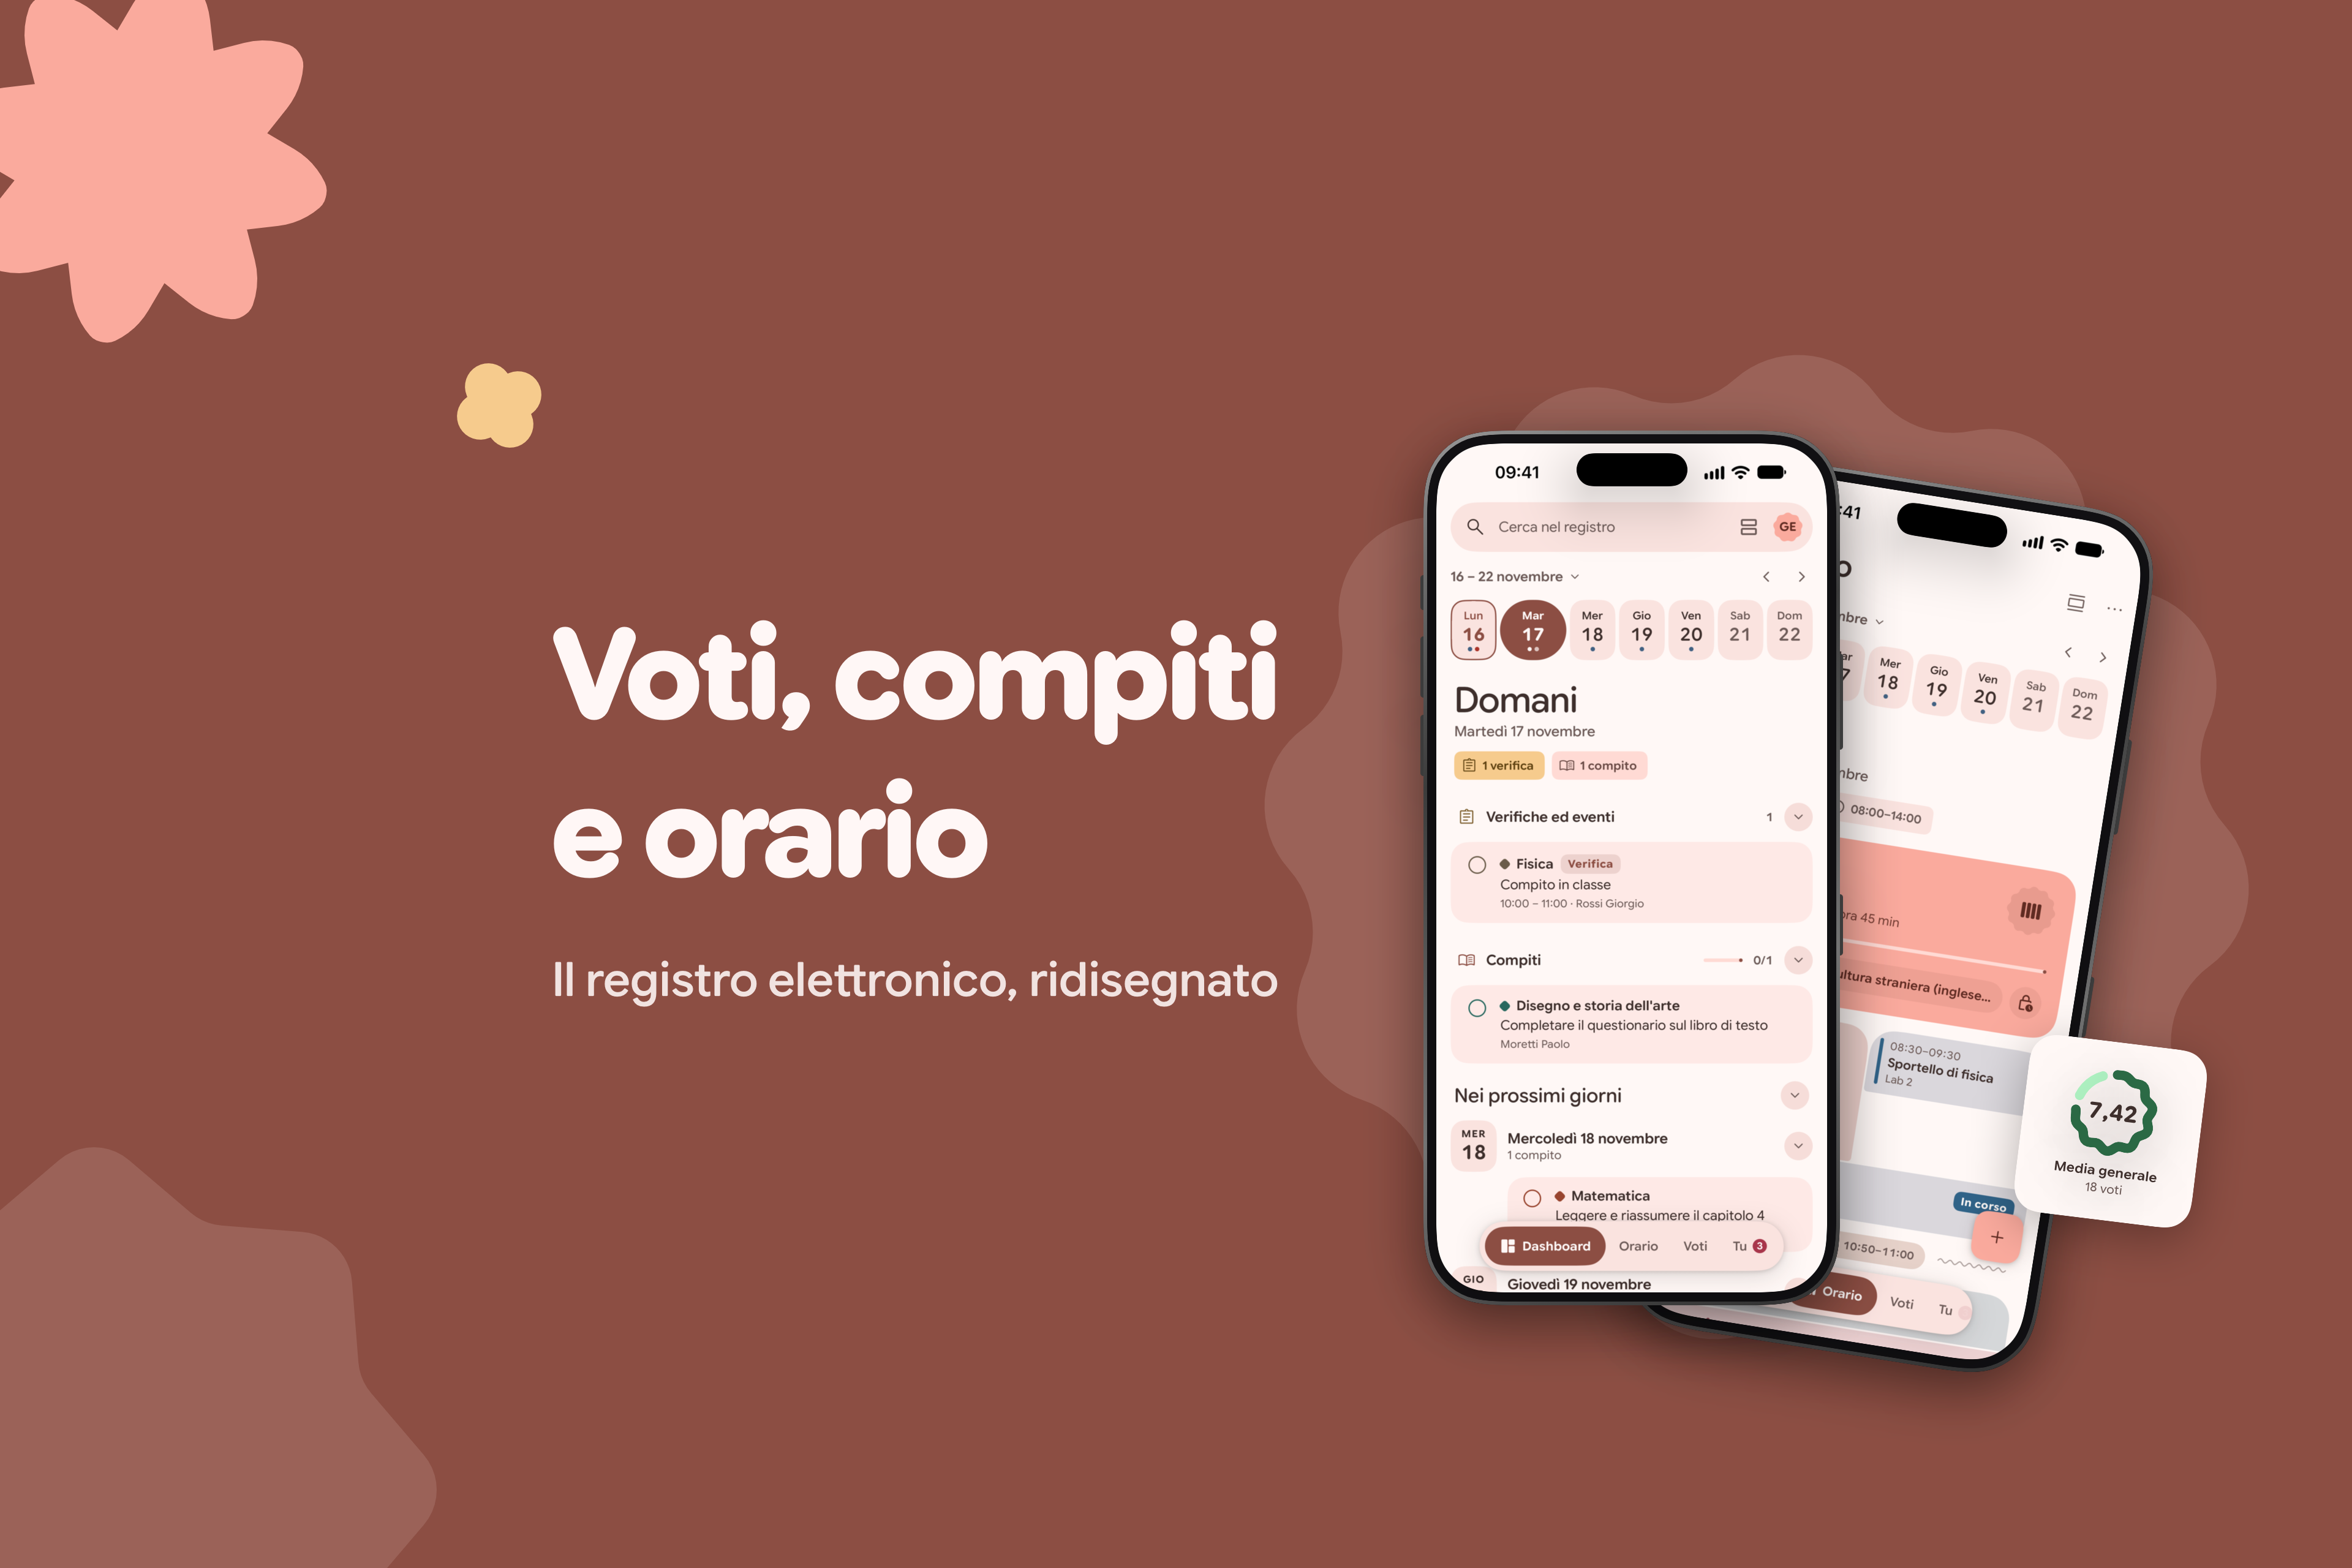 Voti, compiti
e orario
Il registro elettronico, ridisegnato
09:41
Cerca nel registro
GE
16 – 22 novembre
Lun Mar Mer Gio Ven Sab Dom
16 17 18 19 20 21 22
Domani
Martedì 17 novembre
1 verifica 1 compito
Verifiche ed eventi 1
Fisica Verifica
Compito in classe
10:00 – 11:00 · Rossi Giorgio
Compiti 0/1
Disegno e storia dell'arte
Completare il questionario sul libro di testo
Moretti Paolo
Nei prossimi giorni
MER
18
Mercoledì 18 novembre
1 compito
Matematica
Leggere e riassumere il capitolo 4
Dashboard Orario Voti Tu 3
GIO
Giovedì 19 novembre
:41
Mer Gio Ven Sab Dom
18 19 20 21 22
08:00–14:00
45 min
straniera (inglese...
08:30–09:30
Sportello di fisica
Lab 2
In corso
10:50–11:00
Orario Voti Tu
7,42
Media generale
18 voti